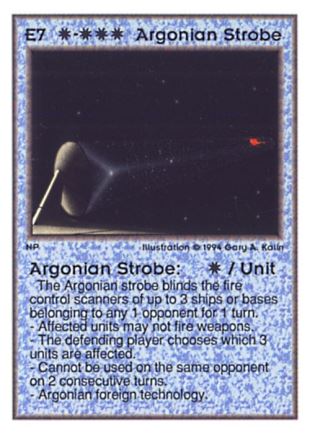 E7 ✷-✷✷✷ Argonian Strobe
NP. Illustration © 1994 Gary A. Kalin
Argonian Strobe: ✷ / Unit
The Argonian strobe blinds the fire
control scanners of up to 3 ships or bases
belonging to any 1 opponent for 1 turn.
- Affected units may not fire weapons.
- The defending player chooses which 3
units are affected.
- Cannot be used on the same opponent
on 2 consecutive turns.
- Argonian foreign technology.